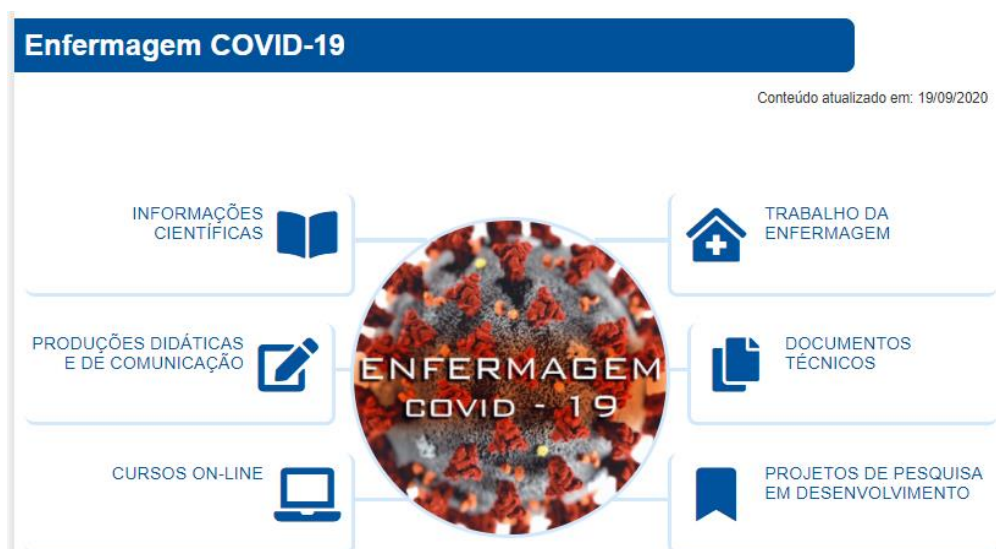 Enfermagem COVID-19
Conteúdo atualizado em: 19/09/2020
INFORMAÇÕES
CIENTÍFICAS
TRABALHO DA
ENFERMAGEM
PRODUÇÕES DIDÁTICAS
E DE COMUNICAÇÃO
ENFERMAGEM
COVID - 19
DOCUMENTOS
TÉCNICOS
CURSOS ON-LINE
PROJETOS DE PESQUISA
EM DESENVOLVIMENTO